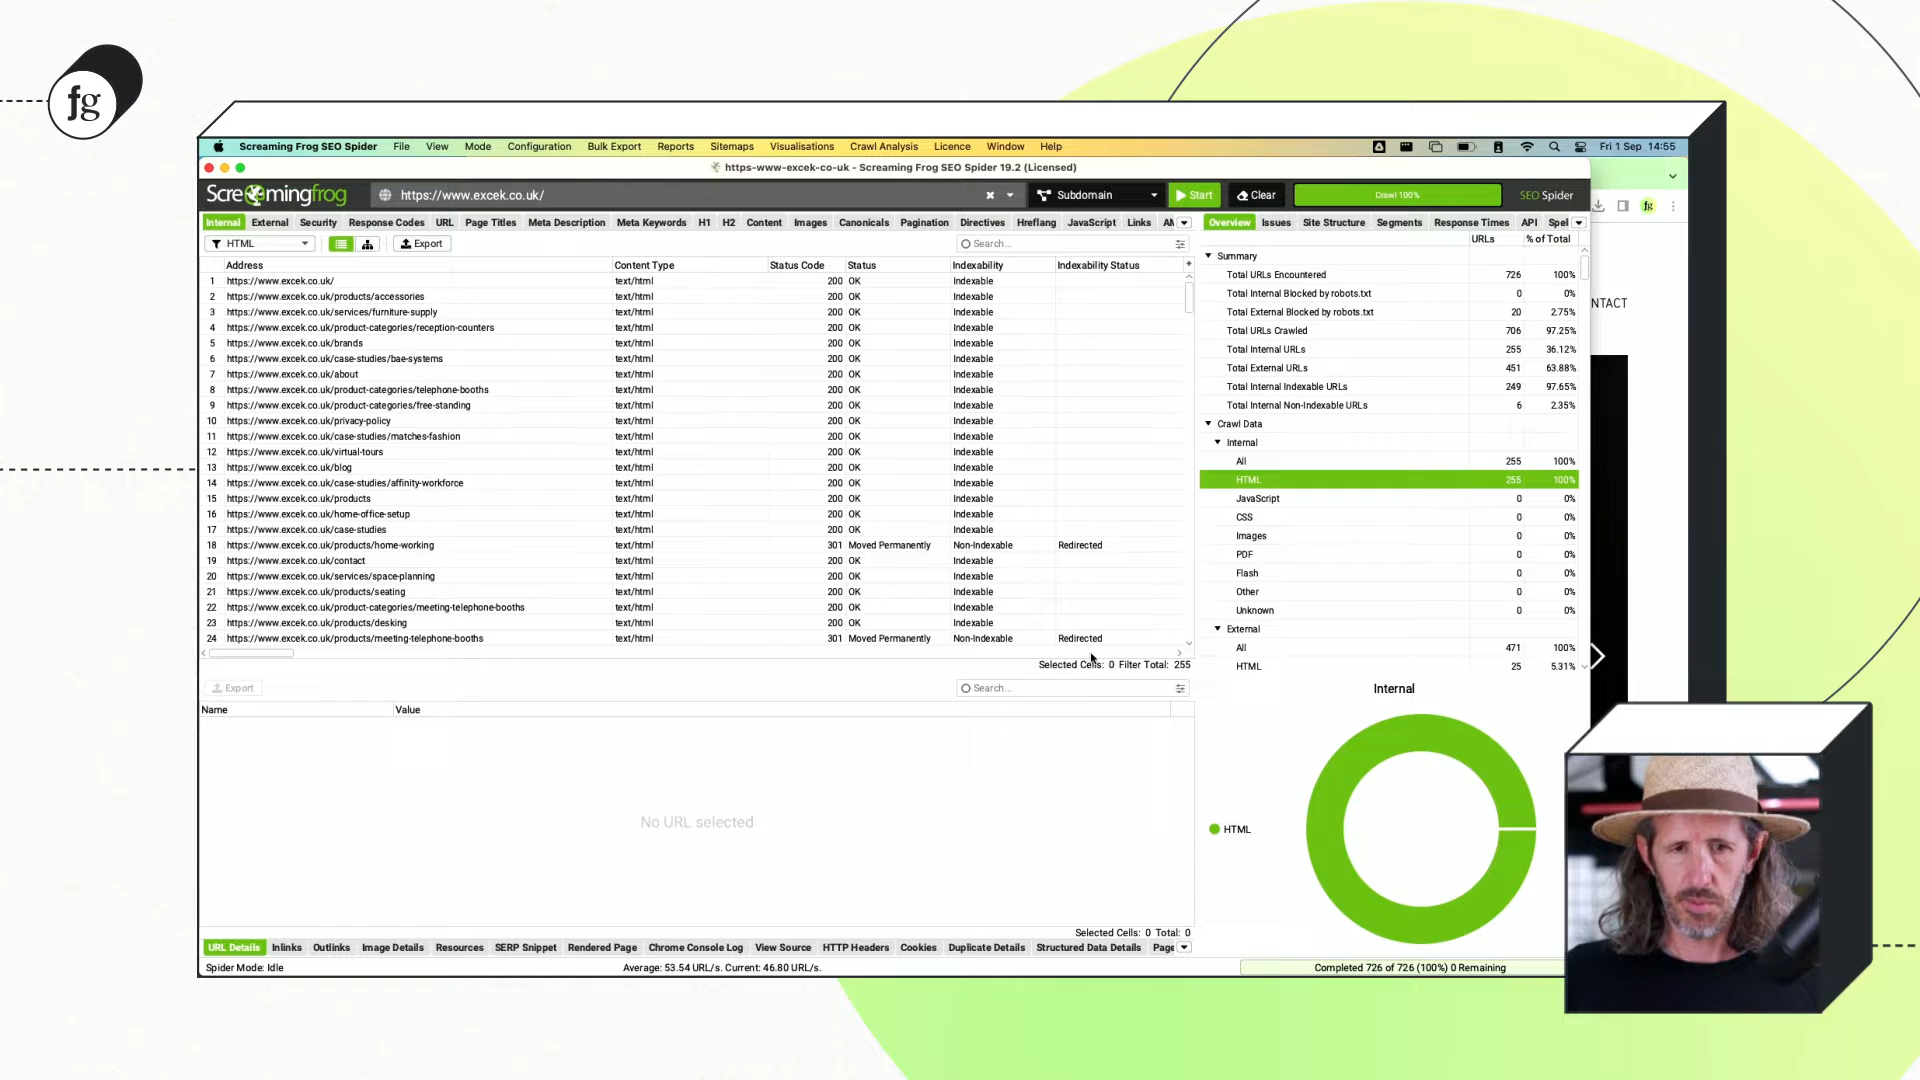 fg
Screaming Frog SEO Spider File View Mode Configuration Bulk Export Reports Sitemaps Visualisations Crawl Analysis Licence Window Help Fri 1 Sep 14:55
https-www-excek-co-uk - Screaming Frog SEO Spider 19.2 (Licensed)
Screamingfrog https://www.excek.co.uk/ Subdomain Start Clear Crawl 100% SEO Spider
fg
Internal External Security Response Codes URL Page Titles Meta Description Meta Keywords H1 H2 Content Images Canonicals Pagination Directives Hreflang JavaScript Links AM
Overview Issues Site Structure Segments Response Times API Spel
HTML Export Search...
URLs % of Total
Address Content Type Status Code Status Indexability Indexability Status
1 https://www.excek.co.uk/ text/html 200 OK Indexable
2 https://www.excek.co.uk/products/accessories text/html 200 OK Indexable
3 https://www.excek.co.uk/services/furniture-supply text/html 200 OK Indexable
4 https://www.excek.co.uk/product-categories/reception-counters text/html 200 OK Indexable
5 https://www.excek.co.uk/brands text/html 200 OK Indexable
6 https://www.excek.co.uk/case-studies/bae-systems text/html 200 OK Indexable
7 https://www.excek.co.uk/about text/html 200 OK Indexable
8 https://www.excek.co.uk/product-categories/telephone-booths text/html 200 OK Indexable
9 https://www.excek.co.uk/product-categories/free-standing text/html 200 OK Indexable
10 https://www.excek.co.uk/privacy-policy text/html 200 OK Indexable
11 https://www.excek.co.uk/case-studies/matches-fashion text/html 200 OK Indexable
12 https://www.excek.co.uk/virtual-tours text/html 200 OK Indexable
13 https://www.excek.co.uk/blog text/html 200 OK Indexable
14 https://www.excek.co.uk/case-studies/affinity-workforce text/html 200 OK Indexable
15 https://www.excek.co.uk/products text/html 200 OK Indexable
16 https://www.excek.co.uk/home-office-setup text/html 200 OK Indexable
17 https://www.excek.co.uk/case-studies text/html 200 OK Indexable
18 https://www.excek.co.uk/products/home-working text/html 301 Moved Permanently Non-Indexable Redirected
19 https://www.excek.co.uk/contact text/html 200 OK Indexable
20 https://www.excek.co.uk/services/space-planning text/html 200 OK Indexable
21 https://www.excek.co.uk/products/seating text/html 200 OK Indexable
22 https://www.excek.co.uk/product-categories/meeting-telephone-booths text/html 200 OK Indexable
23 https://www.excek.co.uk/products/desking text/html 200 OK Indexable
24 https://www.excek.co.uk/products/meeting-telephone-booths text/html 301 Moved Permanently Non-Indexable Redirected
Selected Cells: 0 Filter Total: 255
Summary
Total URLs Encountered 726 100%
Total Internal Blocked by robots.txt 0 0%
Total External Blocked by robots.txt 20 2.75%
Total URLs Crawled 706 97.25%
Total Internal URLs 255 36.12%
Total External URLs 451 63.88%
Total Internal Indexable URLs 249 97.65%
Total Internal Non-Indexable URLs 6 2.35%
Crawl Data
Internal
All 255 100%
HTML 255 100%
JavaScript 0 0%
CSS 0 0%
Images 0 0%
PDF 0 0%
Flash 0 0%
Other 0 0%
Unknown 0 0%
External
All 471 100%
HTML 25 5.31%
NTACT
Export Search...
Name Value
No URL selected
Internal
HTML
Selected Cells: 0 Total: 0
URL Details Inlinks Outlinks Image Details Resources SERP Snippet Rendered Page Chrome Console Log View Source HTTP Headers Cookies Duplicate Details Structured Data Details Page
Spider Mode: Idle Average: 53.54 URL/s. Current: 46.80 URL/s. Completed 726 of 726 (100%) 0 Remaining